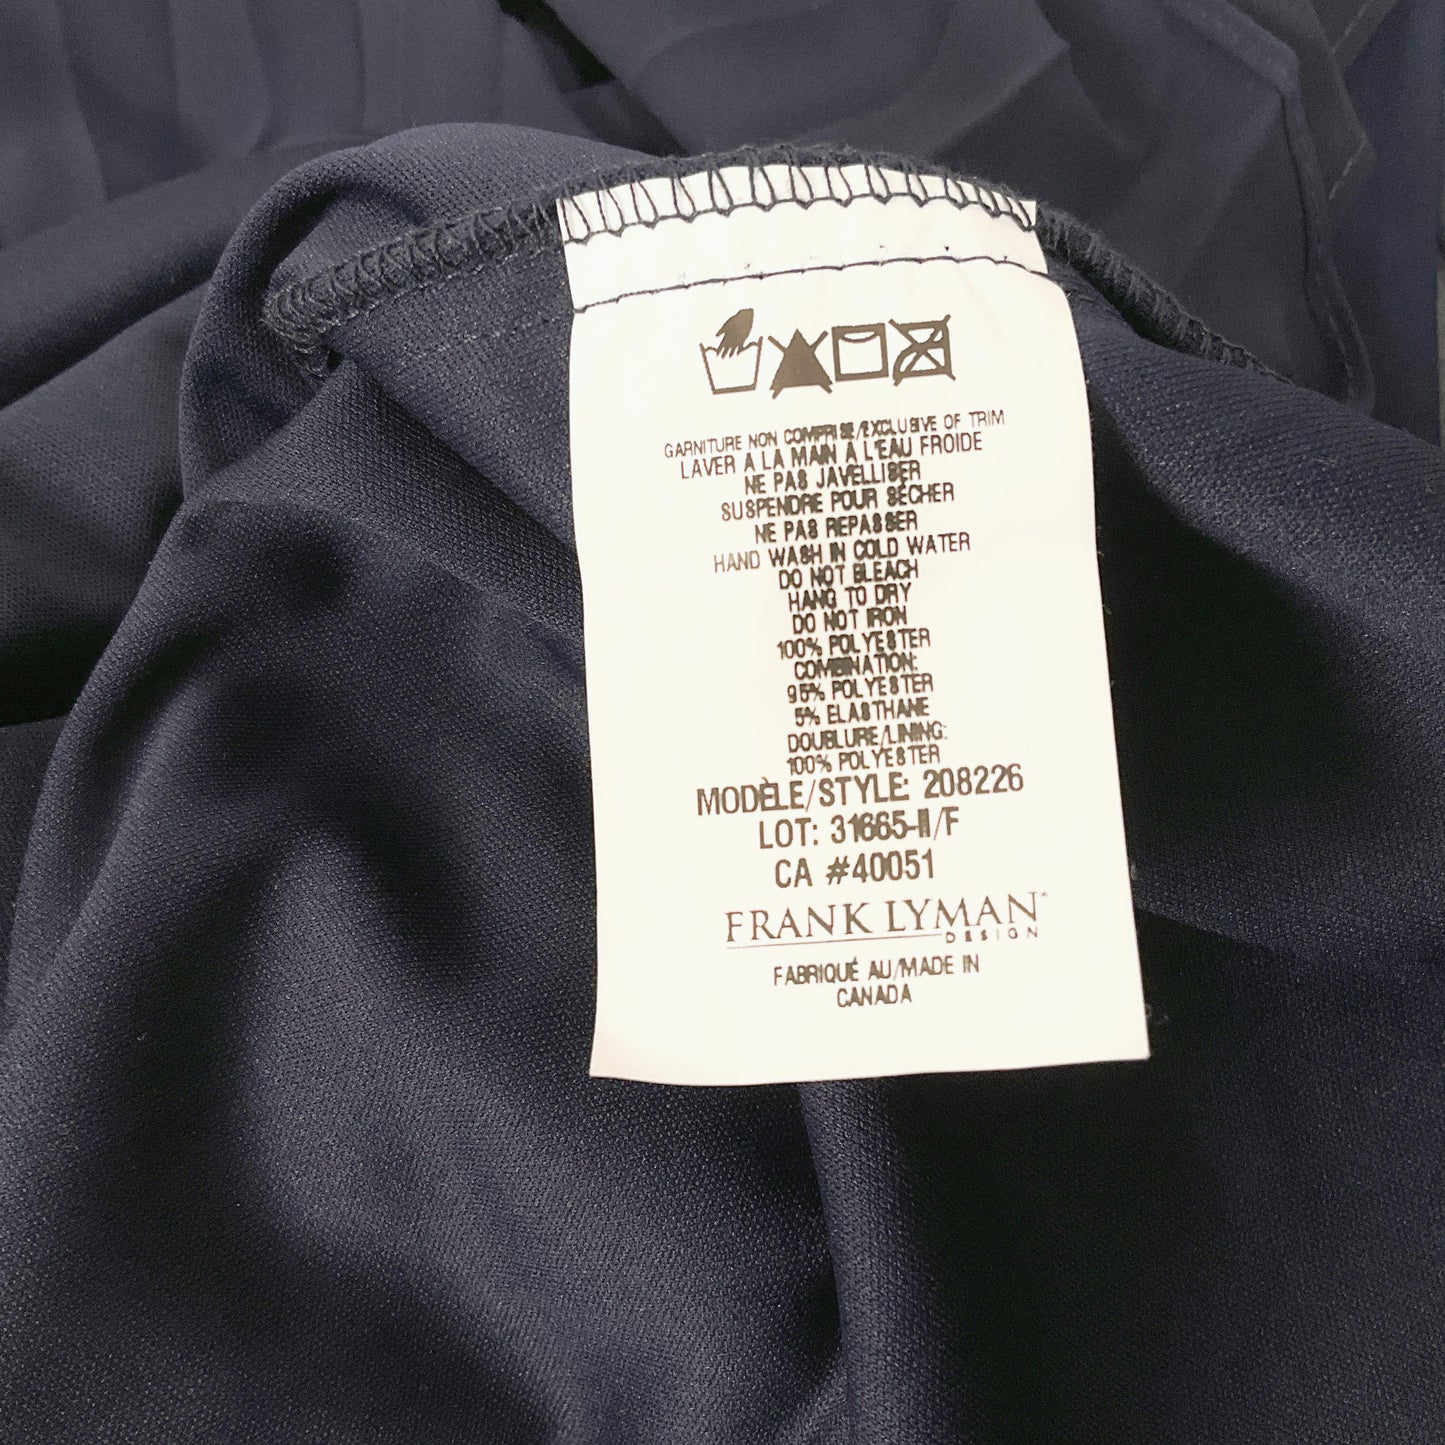 GARNITURE NON COMPRISE/EXCLUSIVE OF TRIM
LAVER À LA MAIN À L'EAU FROIDE
NE PAS JAVELLISER
SUSPENDRE POUR SÉCHER
NE PAS REPASSER
HAND WASH IN COLD WATER
DO NOT BLEACH
HANG TO DRY
DO NOT IRON
100% POLYESTER
COMBINATION:
95% POLYESTER
5% ELASTHANE
DOUBLURE/LINING:
100% POLYESTER
MODÈLE/STYLE: 208226
LOT: 31665-II/F
CA #40051
FRANK LYMAN
DESIGN
FABRIQUÉ AU/MADE IN
CANADA